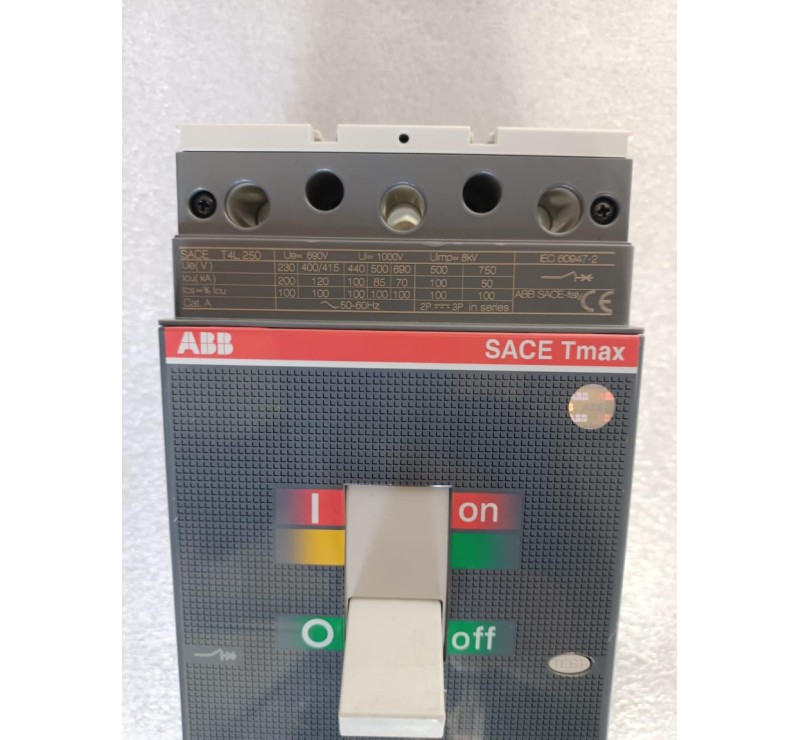 SACE T4L 250 Ue= 690V Ui= 1000V Uimp= 8kV IEC 60947-2
Ue(V) 230 400/415 440 500 690 500 750
Icu(kA) 200 120 100 85 70 100 50
Ics=% Icu 100 100 100 100 100 100 100 ABB SACE-Italy CE
Cat. A ~50-60Hz 2P 3P in series
ABB SACE Tmax
I on
O off